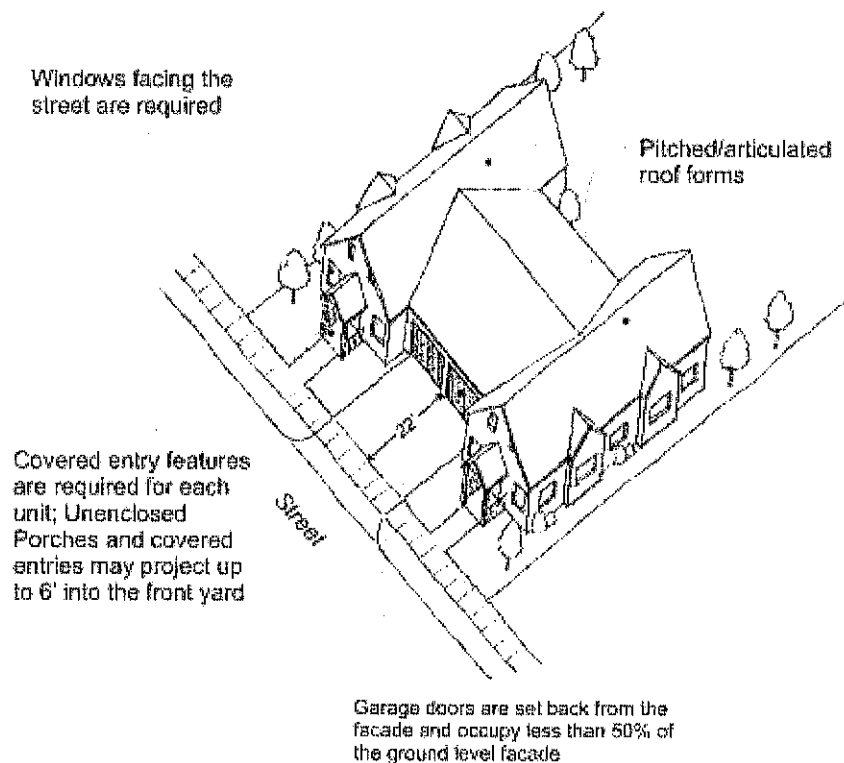 Windows facing the
street are required
Pitched/articulated
roof forms
22'
Covered entry features
are required for each
unit; Unenclosed
Porches and covered
entries may project up
to 6' into the front yard
Street
Garage doors are set back from the
facade and occupy less than 50% of
the ground level facade